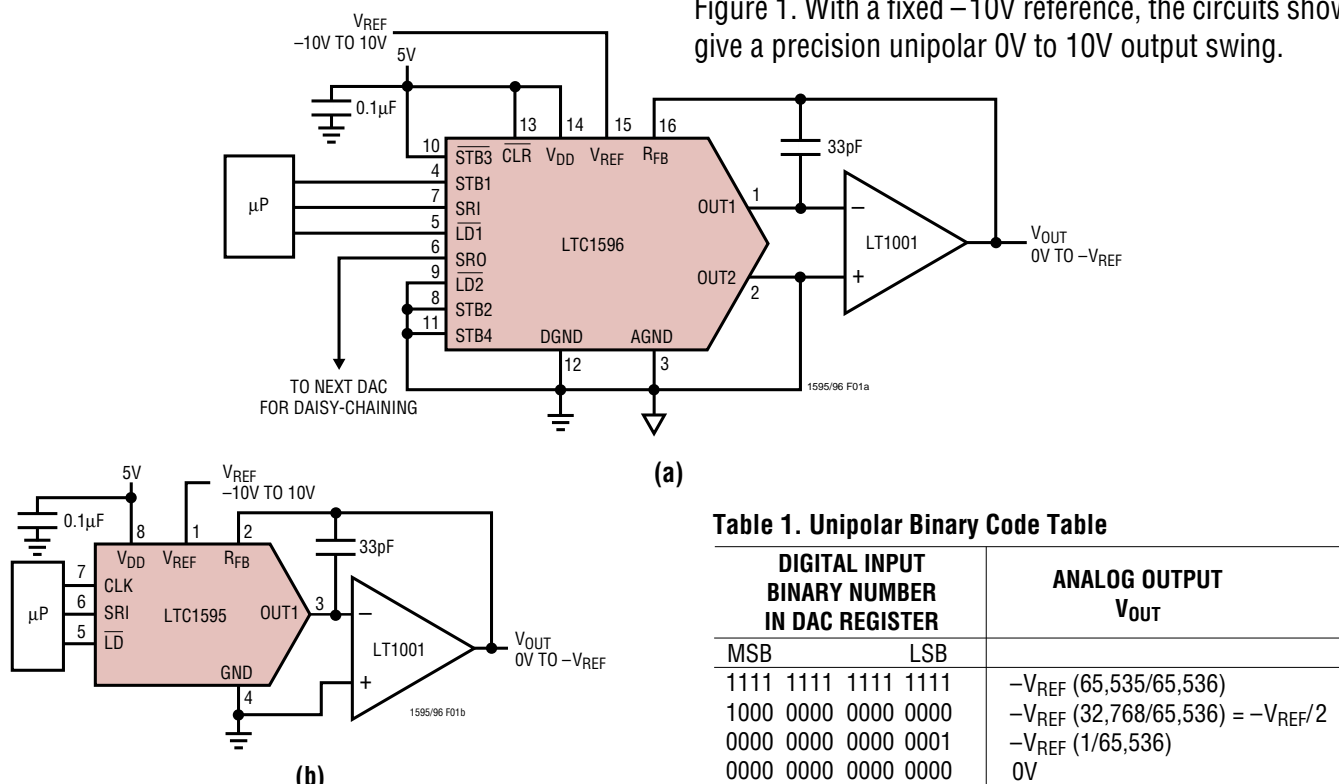 Figure 1. With a fixed –10V reference, the circuits show
give a precision unipolar 0V to 10V output swing.
VREF
–10V TO 10V
5V
0.1µF
13 14 15 16
10 STB3 CLR VDD VREF RFB
33pF
µP
4 STB1
7 SRI
5 LD1
6 SRO
9 LD2
8 STB2
11 STB4
LTC1596
OUT1 1
OUT2 2
–
+
LT1001
VOUT
0V TO –VREF
DGND AGND
12 3
TO NEXT DAC
FOR DAISY-CHAINING
1595/96 F01a
(a)
5V
VREF
–10V TO 10V
0.1µF
8 1 2
VDD VREF RFB
33pF
µP
7 CLK
6 SRI
5 LD
LTC1595
OUT1 3
–
+
LT1001
VOUT
0V TO –VREF
GND
4
1595/96 F01b
(b)
Table 1. Unipolar Binary Code Table
DIGITAL INPUT
BINARY NUMBER
IN DAC REGISTER
ANALOG OUTPUT
VOUT
MSB LSB
1111 1111 1111 1111 –VREF (65,535/65,536)
1000 0000 0000 0000 –VREF (32,768/65,536) = –VREF/2
0000 0000 0000 0001 –VREF (1/65,536)
0000 0000 0000 0000 0V